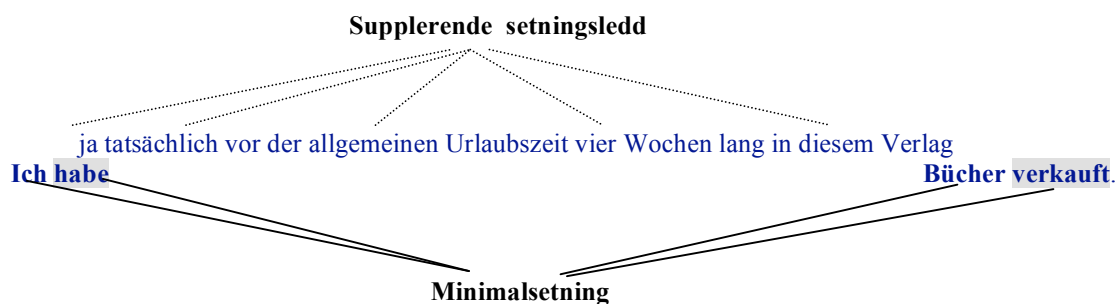 Supplerende setningsledd
ja tatsächlich vor der allgemeinen Urlaubszeit vier Wochen lang in diesem Verlag
Ich habe Bücher verkauft.
Minimalsetning